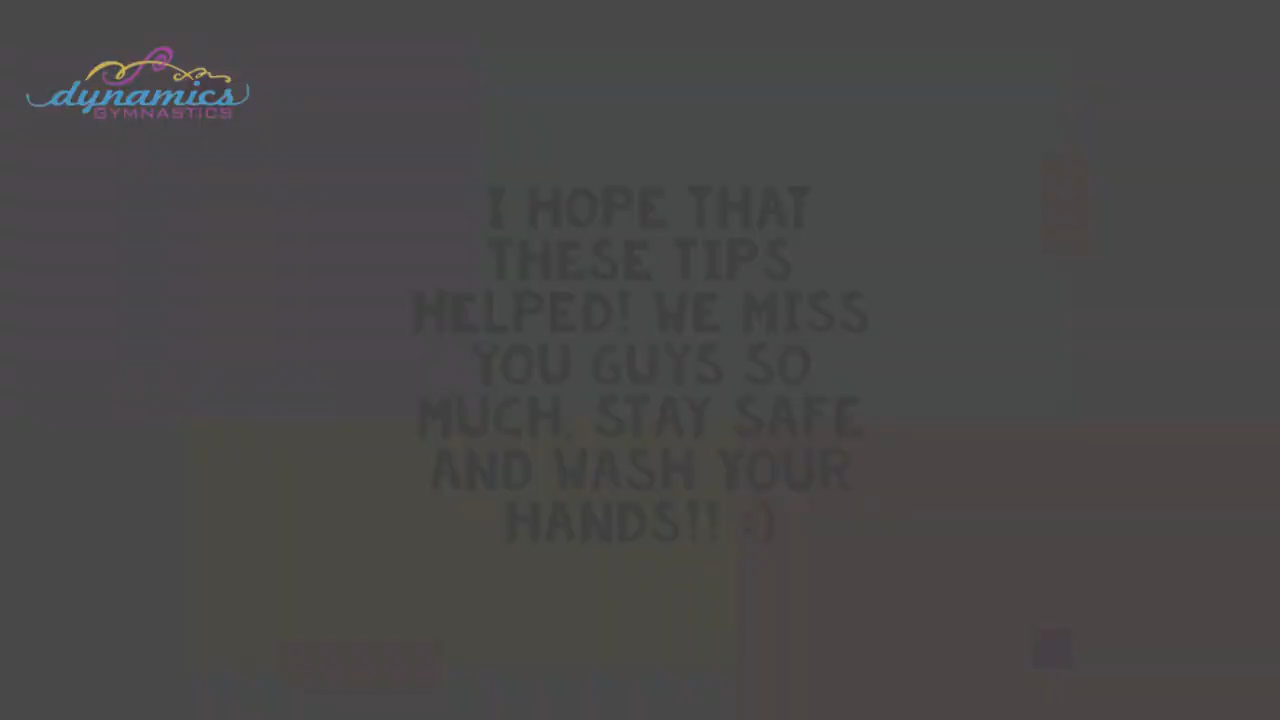 dynamics
GYMNASTICS
I HOPE THAT
THESE TIPS
HELPED! WE MISS
YOU GUYS SO
MUCH. STAY SAFE
AND WASH YOUR
HANDS!! :)